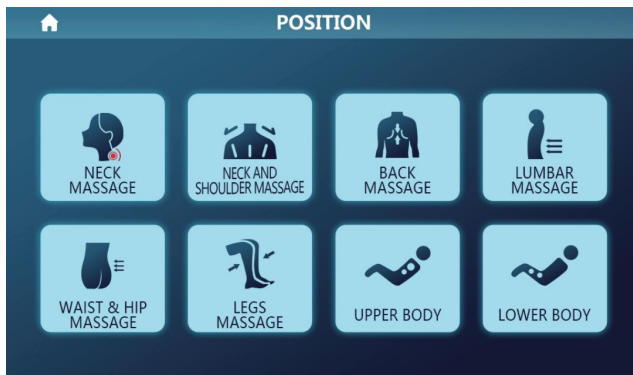 POSITION
NECK
MASSAGE
NECK AND
SHOULDER MASSAGE
BACK
MASSAGE
LUMBAR
MASSAGE
WAIST & HIP
MASSAGE
LEGS
MASSAGE
UPPER BODY
LOWER BODY